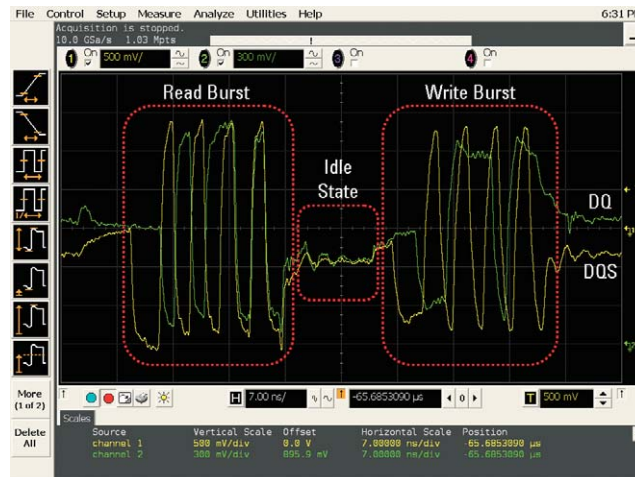 File Control Setup Measure Analyze Utilities Help 6:31 P
Acquisition is stopped.
10.0 GSa/s 1.03 Mpts
1 On 500 mV/ 2 On 300 mV/ 3 On 4 On
Read Burst Write Burst
Idle
State
DQ
DQS
More
(1 of 2)
Delete
All
H 7.00 ns/ -65.6853090 µs 0 T 500 mV
Scales
Source Vertical Scale Offset Horizontal Scale Position
channel 1 500 mV/div 0.0 V 7.00000 ns/div -65.6853090 µs
channel 2 300 mV/div 895.9 mV 7.00000 ns/div -65.6853090 µs